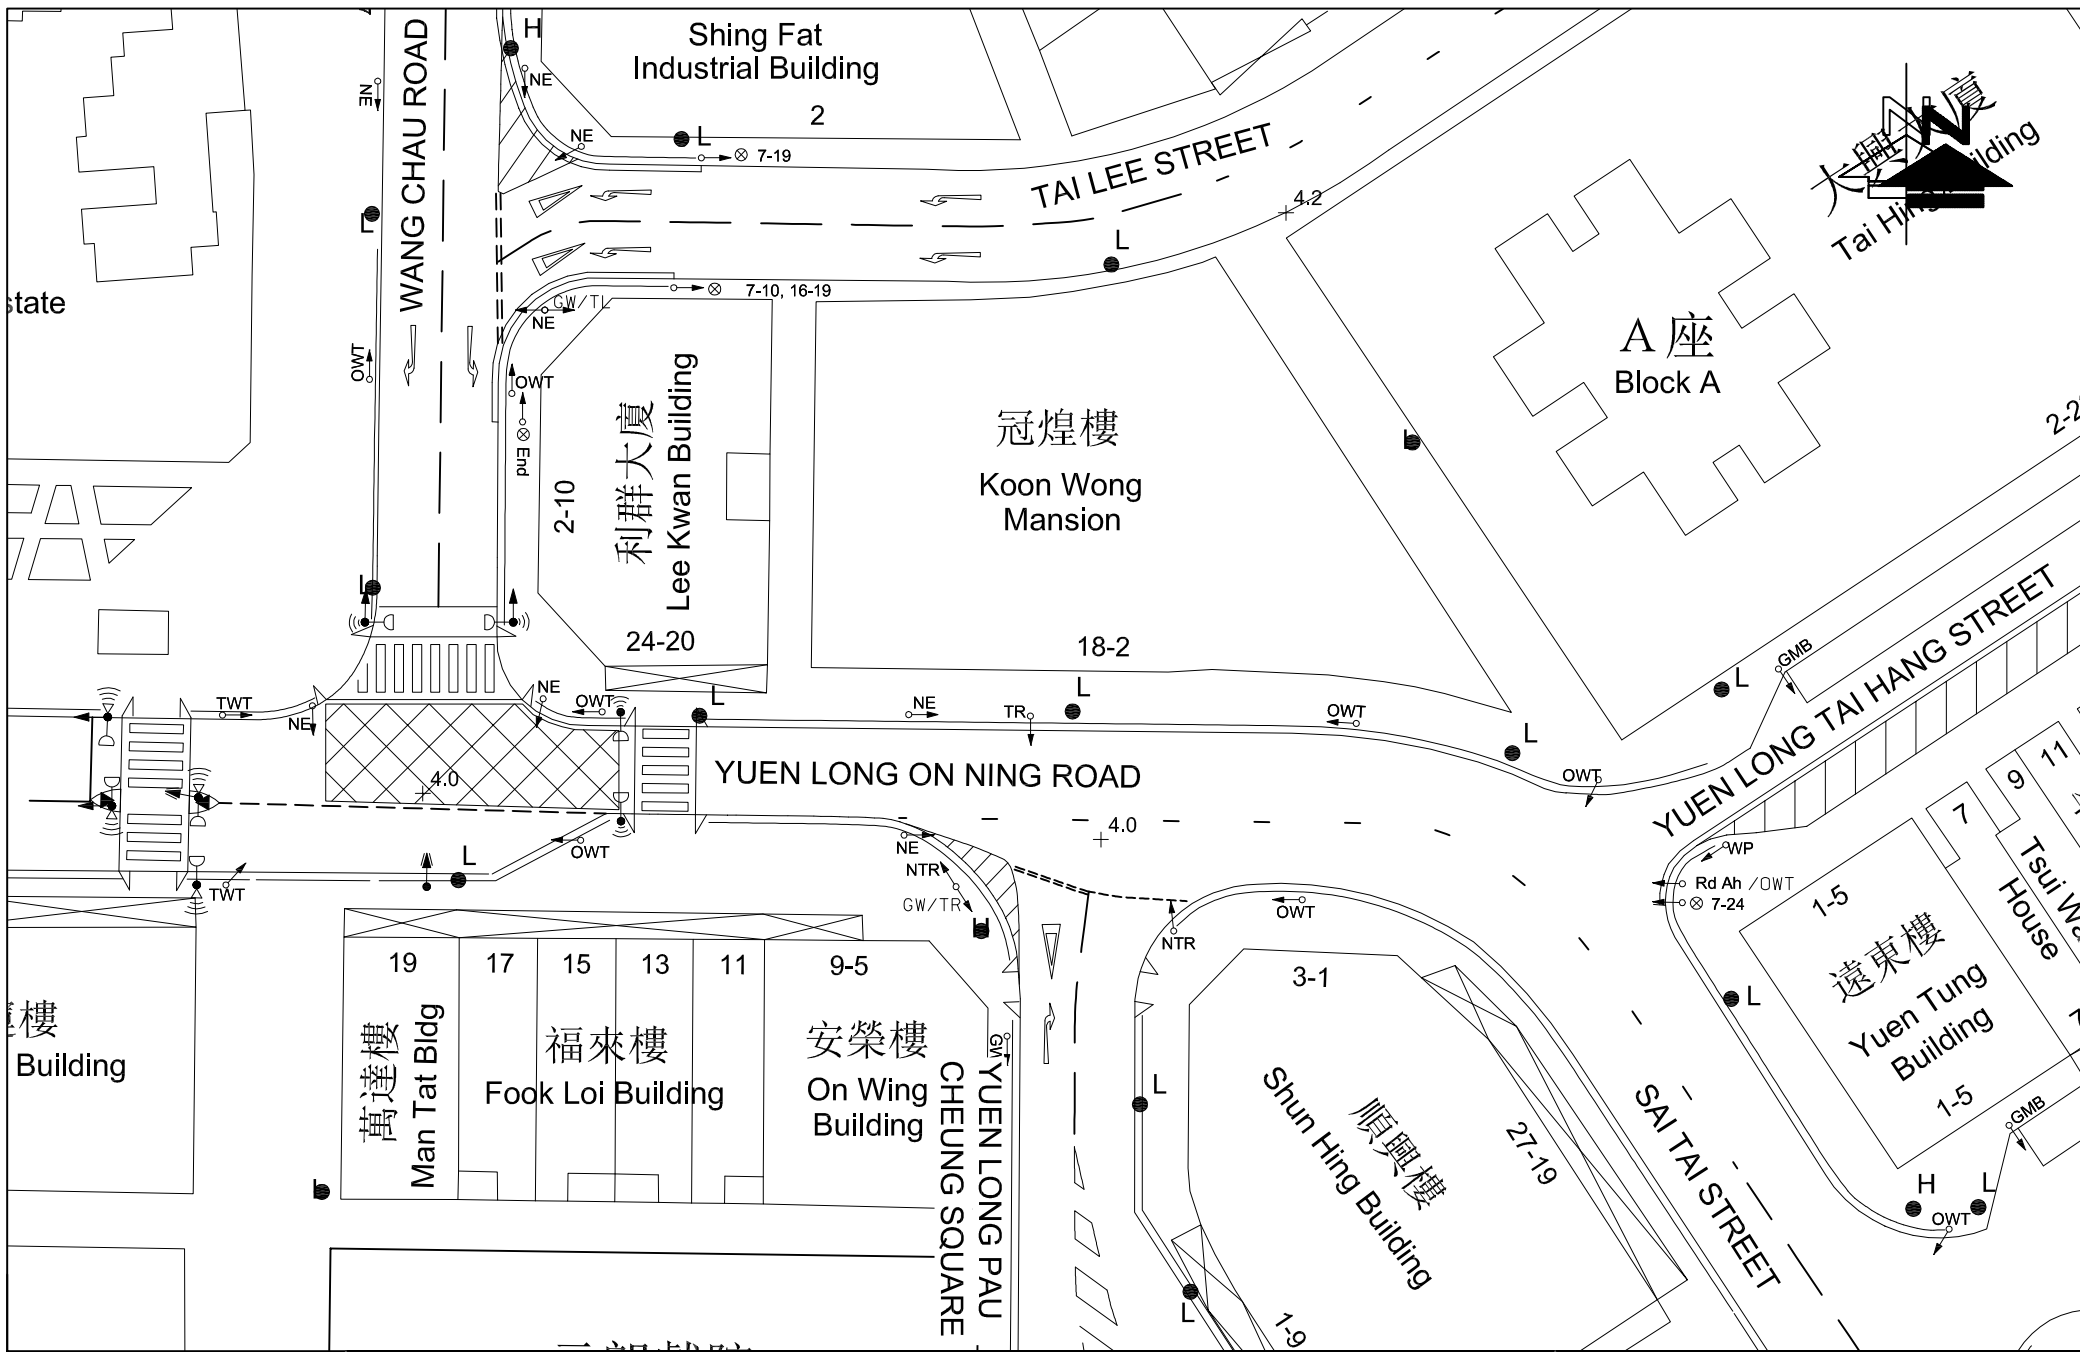 H
Shing Fat
Industrial Building
2
WANG CHAU ROAD
NE
NE
NE
L
7-19
TAI LEE STREET
4.2
N
Tai Hing
ilding
L
L
state
7-10, 16-19
GW/TL
NE
A 座
Block A
OWT
OWT
End
2-10
利群大廈
Lee Kwan Building
冠煌樓
Koon Wong
Mansion
L
L
24-20
18-2
YUEN LONG TAI HANG STREET
GMB
L
TWT
NE
NE
OWT
L
NE
TR
L
OWT
L
OWT
4.0
YUEN LONG ON NING ROAD
4.0
OWT
L
TWT
NE
NTR
GW/TR
H
NTR
OWT
WP
Rd Ah / OWT
7-24
7
9
11
Tsui Wa
House
1-5
遠東樓
Yuen Tung
Building
1-5
L
19
17
15
13
11
9-5
3-1
樓
Building
萬達樓
Man Tat Bldg
福來樓
Fook Loi Building
安榮樓
On Wing
Building
GW
YUEN LONG PAU
CHEUNG SQUARE
L
順興樓
Shun Hing Building
27-19
SAI TAI STREET
GMB
H
L
OWT
L
L
1-9